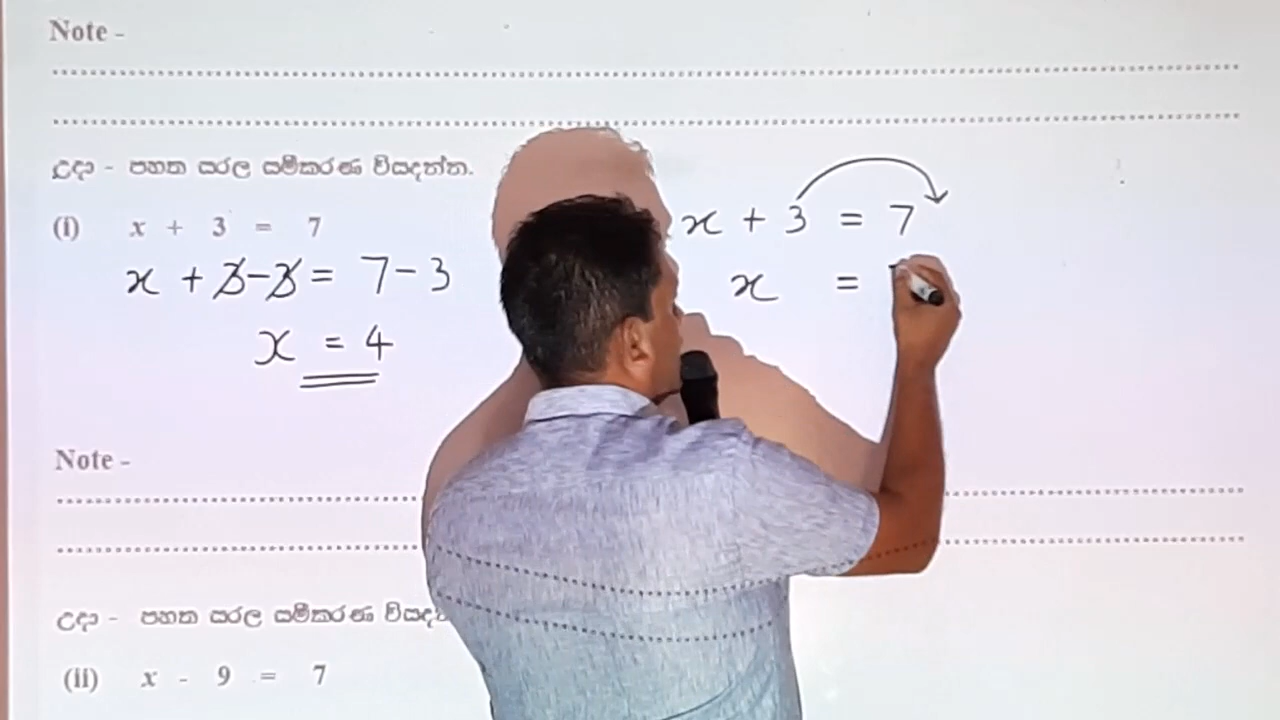 Note -
උදා - පහත සරල සමීකරණ විසදන්න.
(i) x + 3 = 7
x + 3 - 3 = 7 - 3
x = 4
x + 3 = 7
x =
Note -
උදා - පහත සරල සමීකරණ
(ii) x - 9 = 7